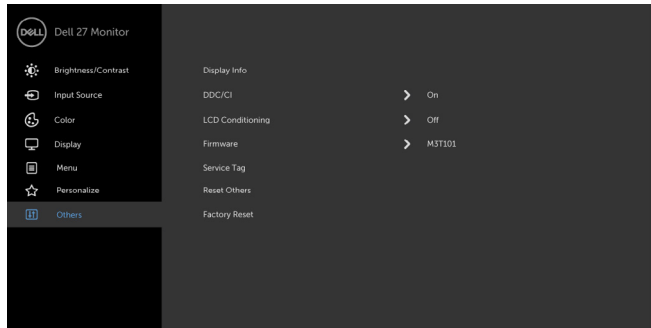 DELL Dell 27 Monitor
Brightness/Contrast Display Info
Input Source DDC/CI On
Color LCD Conditioning Off
Display Firmware M3T101
Menu Service Tag
Personalize Reset Others
Others Factory Reset